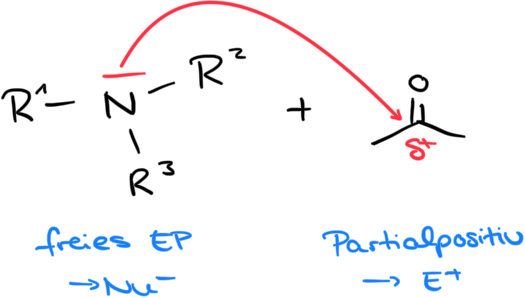 R¹ – N – R²
R³
+
O
δ+
freies EP
→ Nu⁻
Partialpositiv
→ E⁺